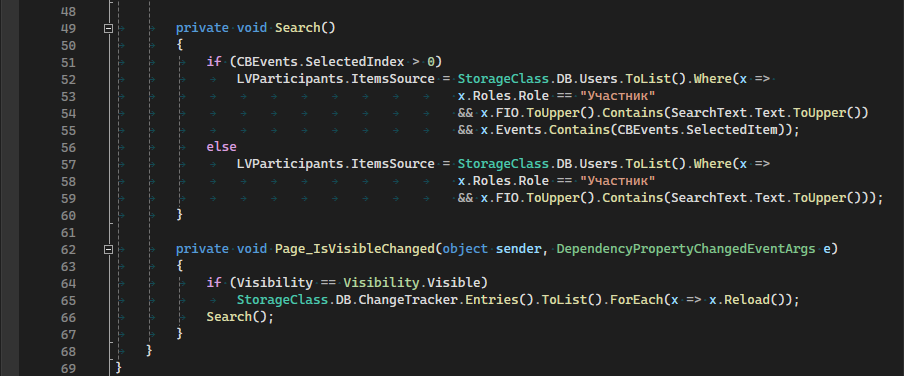 48
49 private void Search()
50 {
51 if (CBEvents.SelectedIndex > 0)
52 LVParticipants.ItemsSource = StorageClass.DB.Users.ToList().Where(x =>
53 x.Roles.Role == "Участник"
54 && x.FIO.ToUpper().Contains(SearchText.Text.ToUpper())
55 && x.Events.Contains(CBEvents.SelectedItem));
56 else
57 LVParticipants.ItemsSource = StorageClass.DB.Users.ToList().Where(x =>
58 x.Roles.Role == "Участник"
59 && x.FIO.ToUpper().Contains(SearchText.Text.ToUpper()));
60 }
61
62 private void Page_IsVisibleChanged(object sender, DependencyPropertyChangedEventArgs e)
63 {
64 if (Visibility == Visibility.Visible)
65 StorageClass.DB.ChangeTracker.Entries().ToList().ForEach(x => x.Reload());
66 Search();
67 }
68 }
69 }